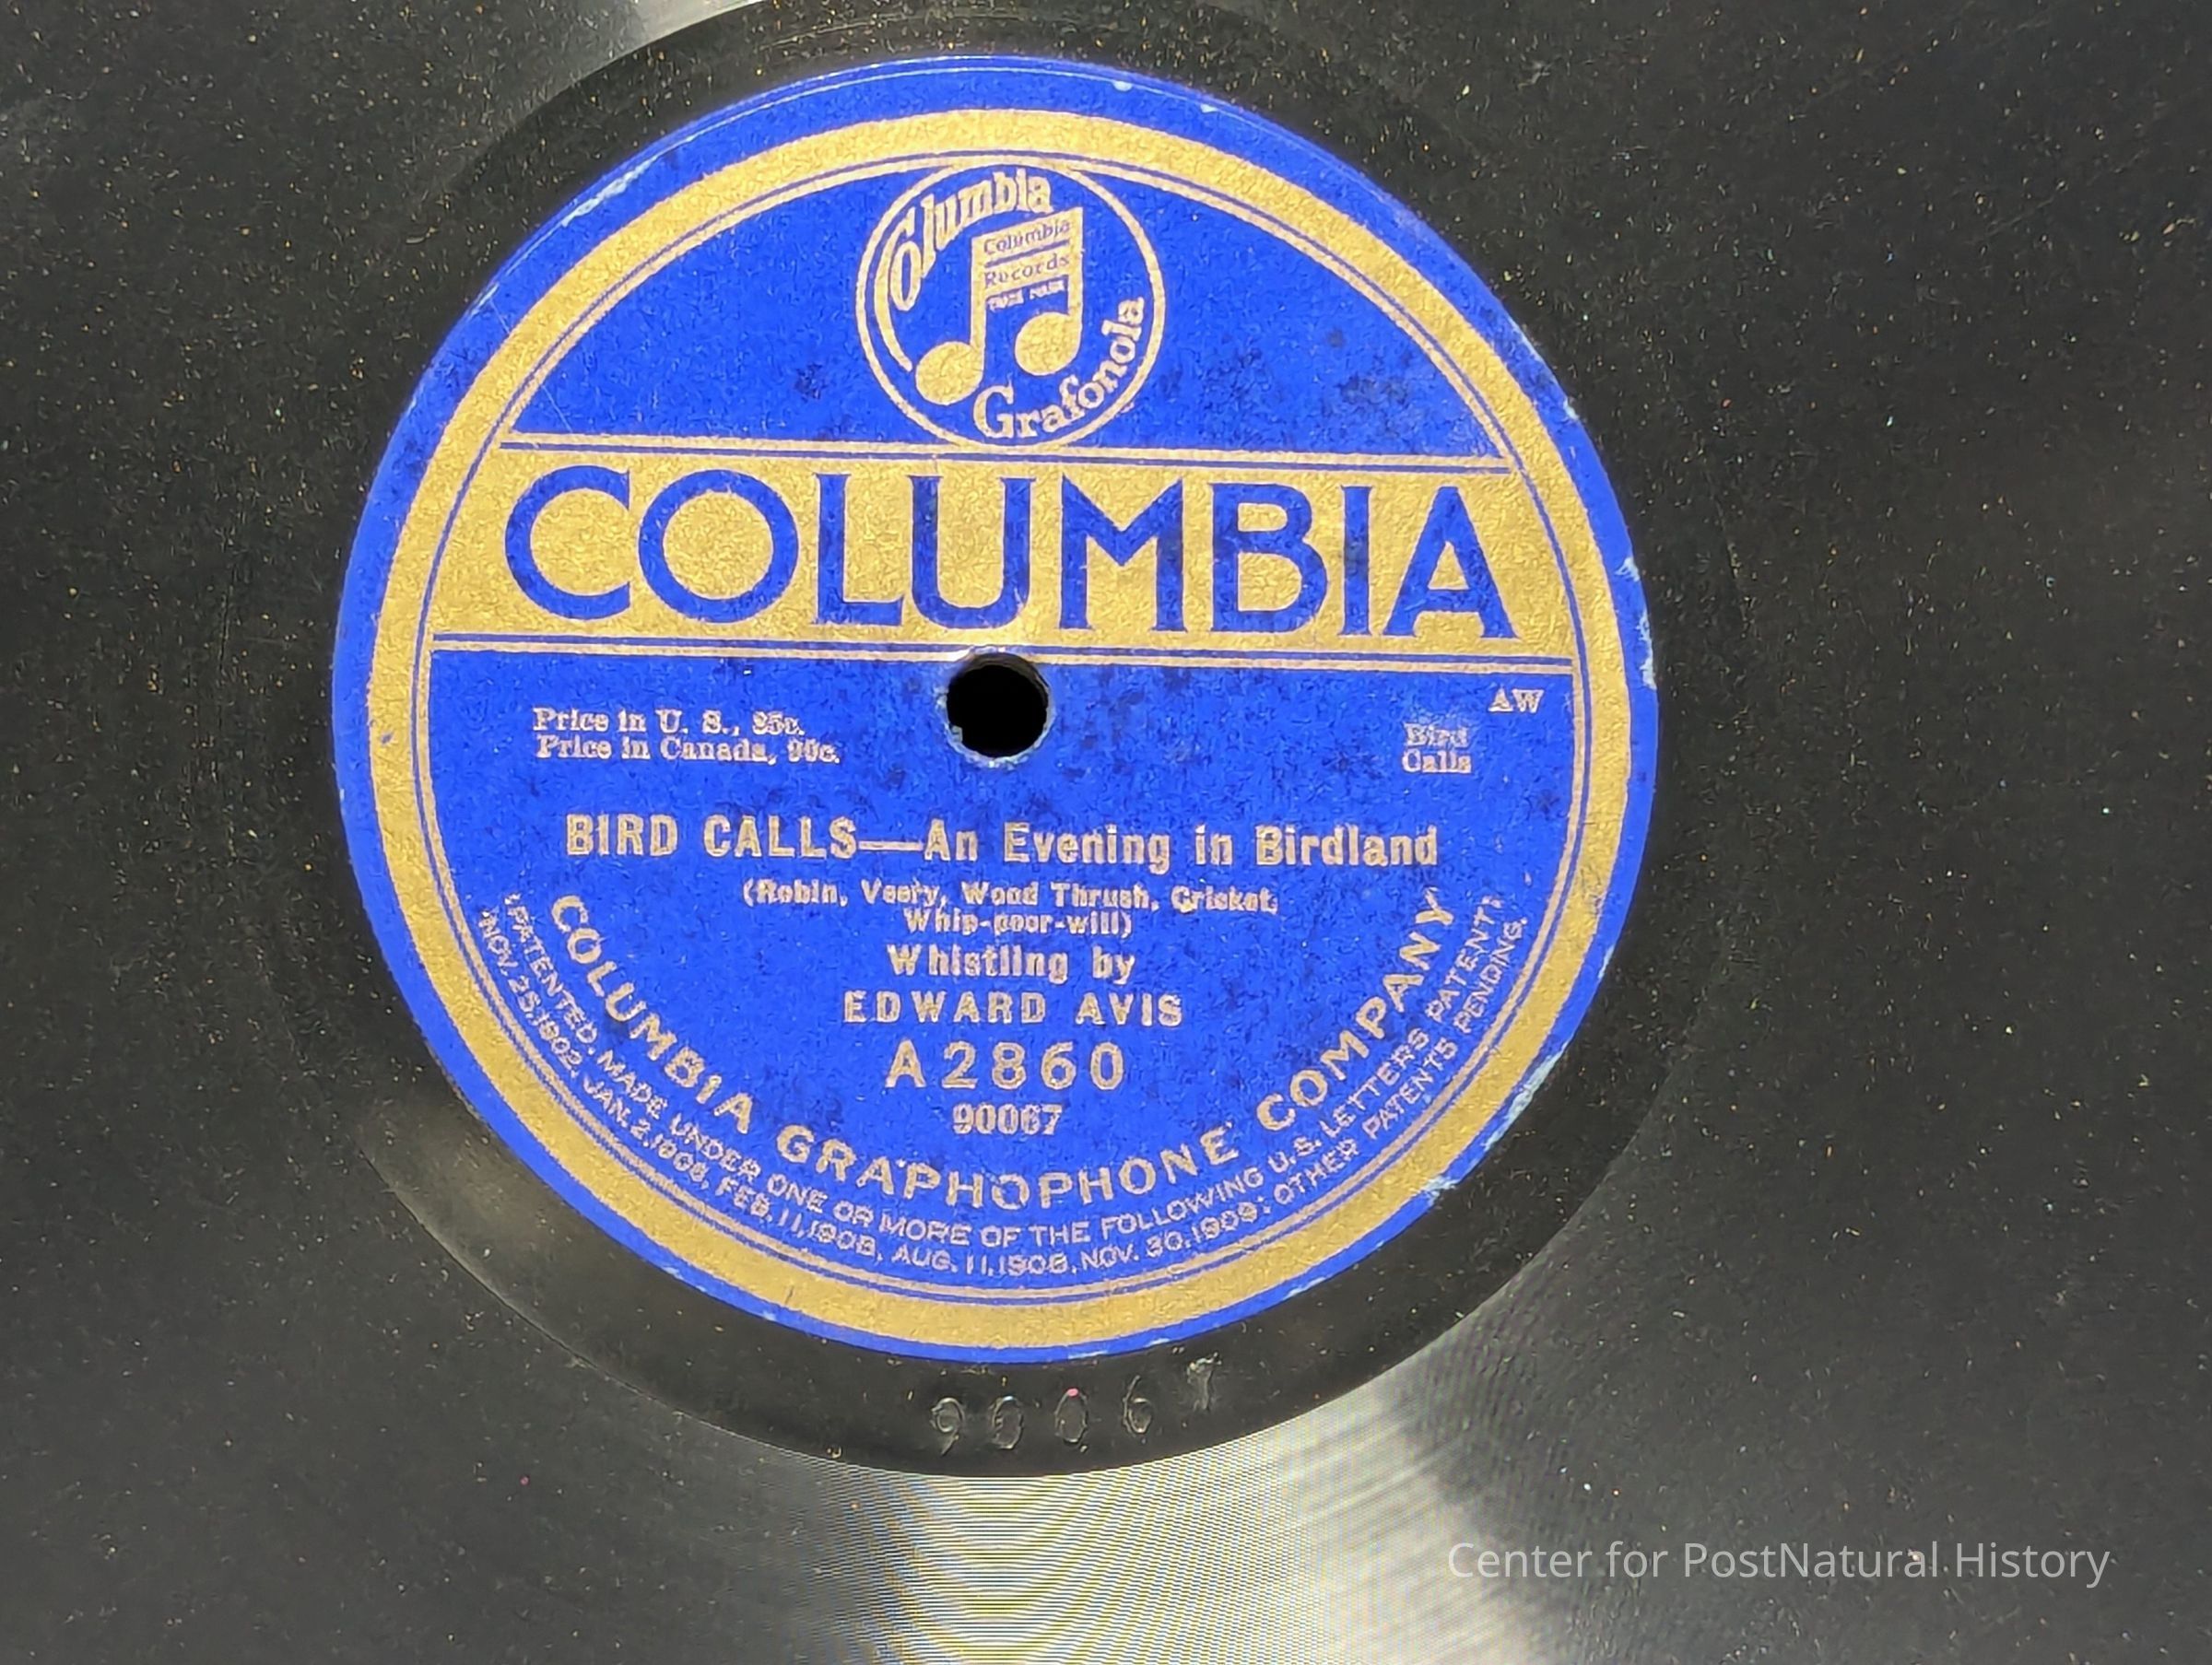 Columbia
Columbia
Records
TRADE MARK
Grafonola
COLUMBIA
AW
Price in U. S., 85c.
Price in Canada, 90c.
Bird
Calls
BIRD CALLS—An Evening in Birdland
(Robin, Veery, Wood Thrush, Cricket,
Whip-poor-will)
Whistling by
EDWARD AVIS
A2860
90067
COLUMBIA GRAPHOPHONE COMPANY
(PATENTED. MADE UNDER ONE OR MORE OF THE FOLLOWING U.S. LETTERS PATENT:
NOV. 25,1902, JAN. 2,1906, FEB. 11,1908, AUG. 11,1908, NOV. 30,1909; OTHER PATENTS PENDING.
90067
Center for PostNatural History